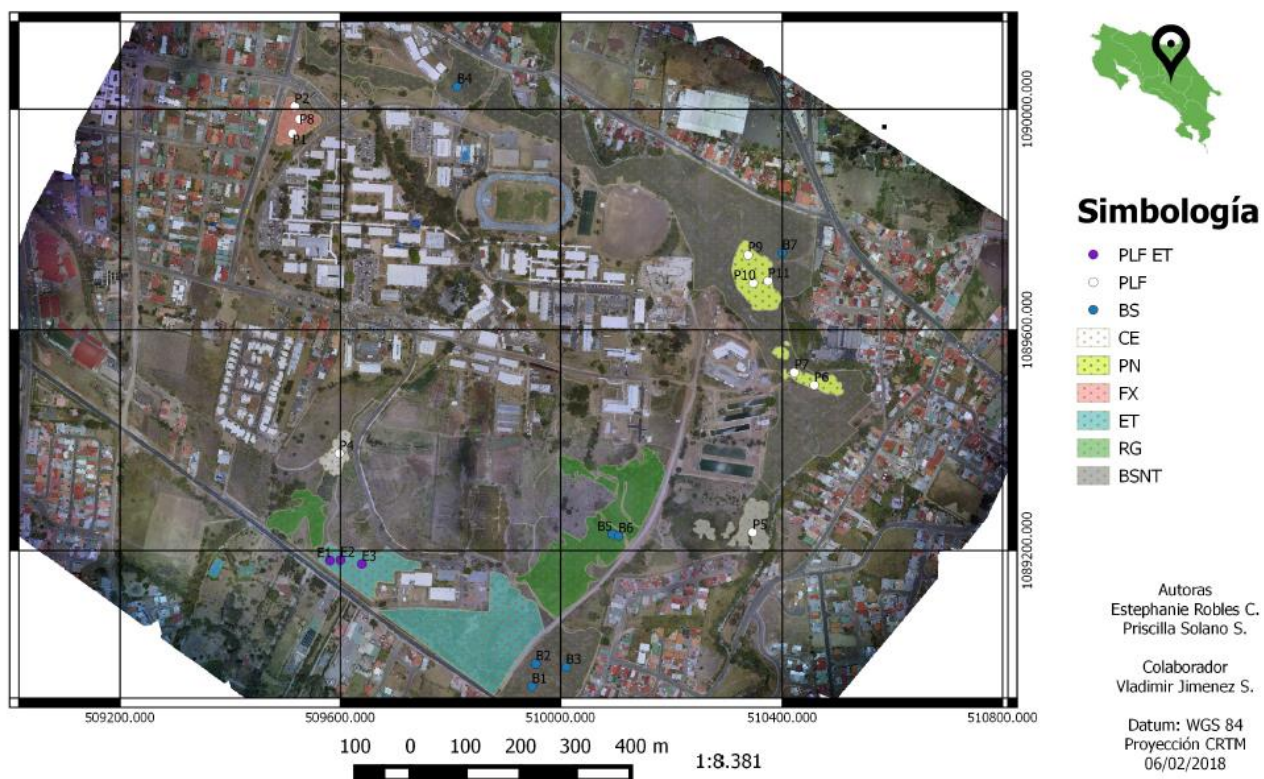 B4
P2
P8
P1
1090000.000
P9
B7
P10
P11
1089600.000
P7
P6
P4
B5
B6
P5
E1
E2
E3
1089200.000
B2
B3
B1
509200.000
509600.000
510000.000
510400.000
510800.000
100
0
100
200
300
400 m
1:8.381
Simbología
PLF ET
PLF
BS
CE
PN
FX
ET
RG
BSNT
Autoras
Estephanie Robles C.
Priscilla Solano S.
Colaborador
Vladimir Jimenez S.
Datum: WGS 84
Proyección CRTM
06/02/2018